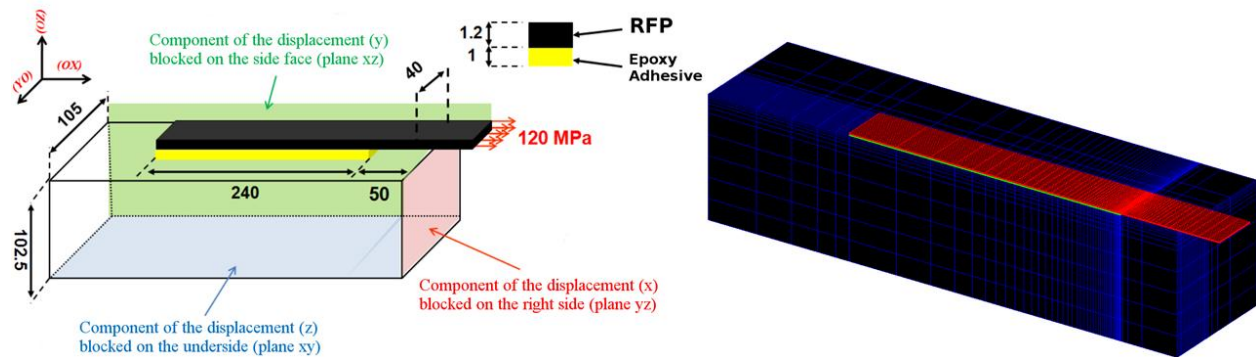 (OZ)
(OX)
(YO)
Component of the displacement (y)
blocked on the side face (plane xz)
1.2
RFP
1
Epoxy
Adhesive
40
105
120 MPa
240
50
102.5
Component of the displacement (x)
blocked on the right side (plane yz)
Component of the displacement (z)
blocked on the underside (plane xy)